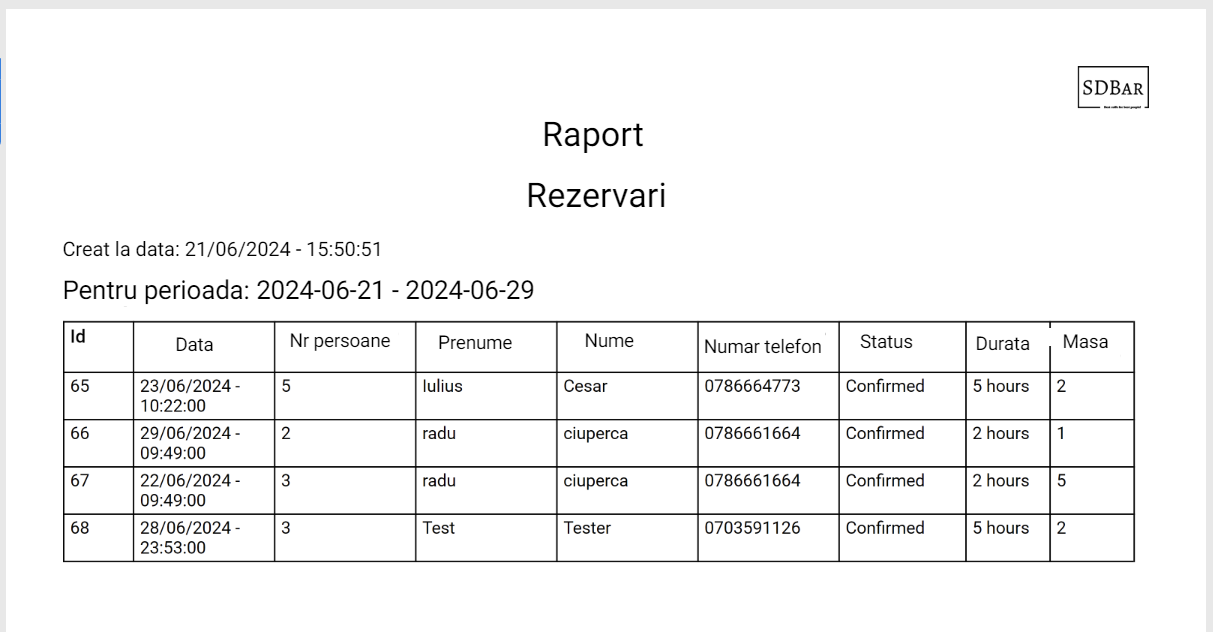 SDBAR
Raport
Rezervari
Creat la data: 21/06/2024 - 15:50:51
Pentru perioada: 2024-06-21 - 2024-06-29
Id Data Nr persoane Prenume Nume Numar telefon Status Durata Masa
65 23/06/2024 - 10:22:00 5 Iulius Cesar 0786664773 Confirmed 5 hours 2
66 29/06/2024 - 09:49:00 2 radu ciuperca 0786661664 Confirmed 2 hours 1
67 22/06/2024 - 09:49:00 3 radu ciuperca 0786661664 Confirmed 2 hours 5
68 28/06/2024 - 23:53:00 3 Test Tester 0703591126 Confirmed 5 hours 2